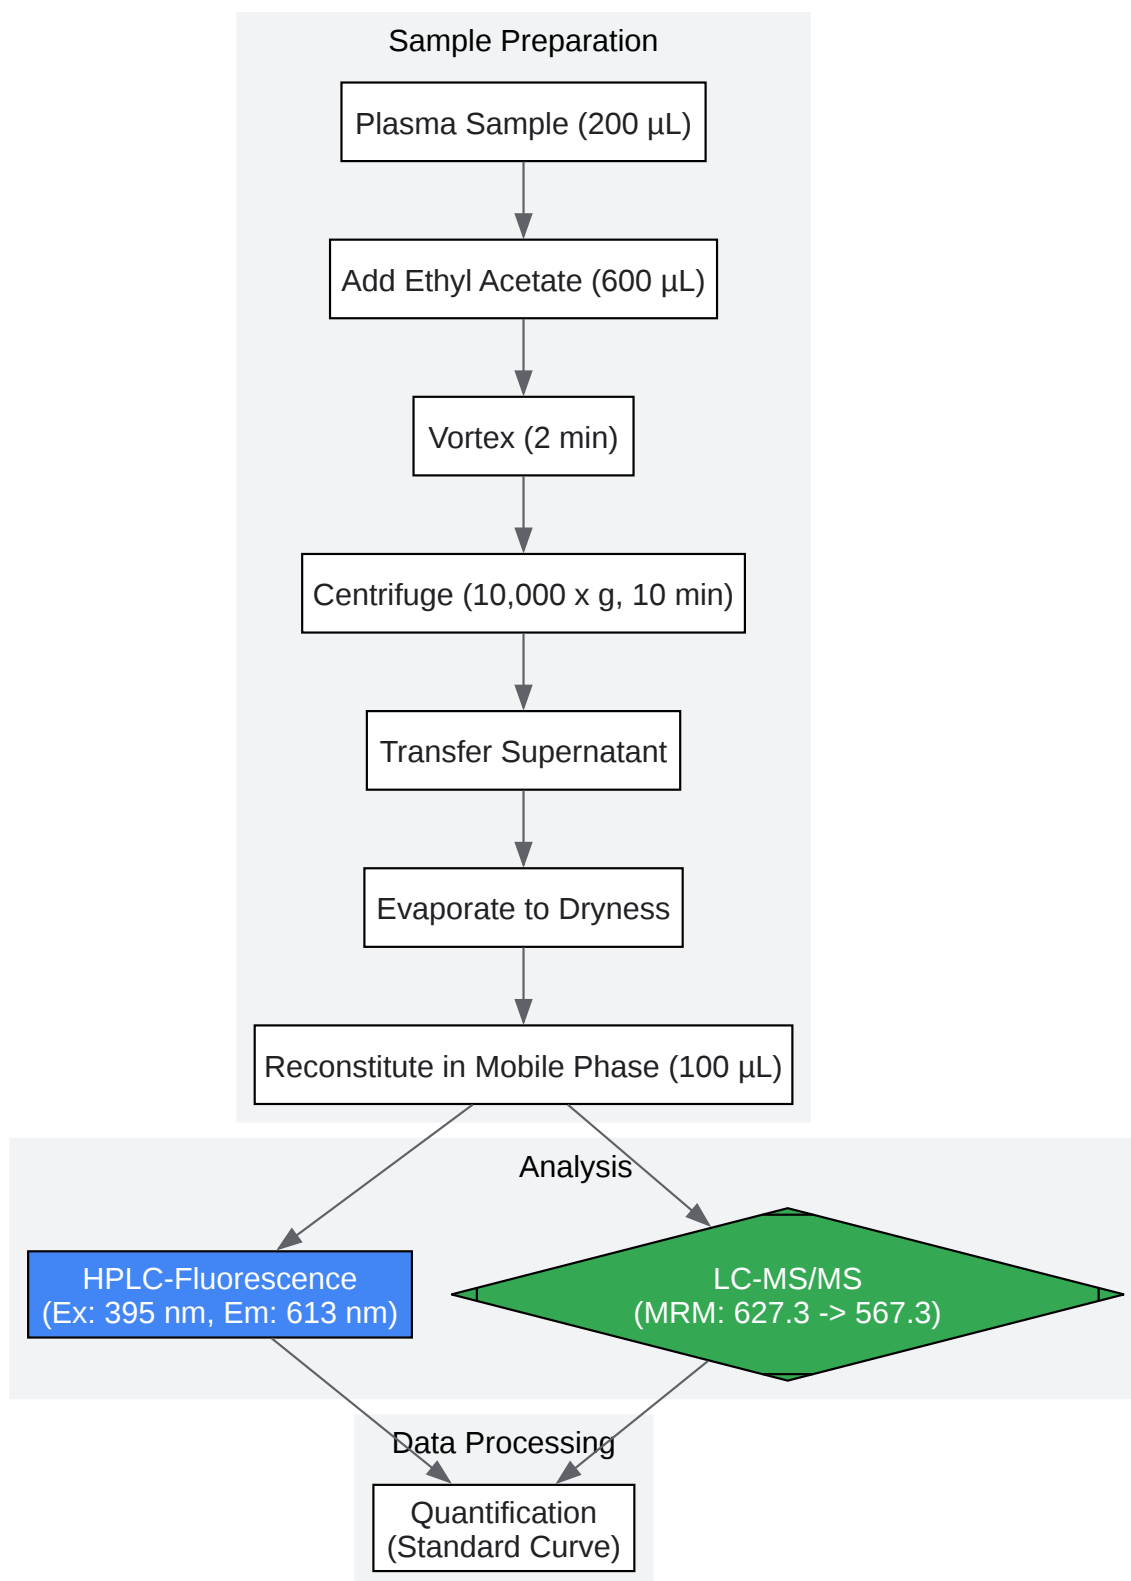 Sample Preparation
Plasma Sample (200 µL)
Add Ethyl Acetate (600 µL)
Vortex (2 min)
Centrifuge (10,000 x g, 10 min)
Transfer Supernatant
Evaporate to Dryness
Reconstitute in Mobile Phase (100 µL)
Analysis
HPLC-Fluorescence
(Ex: 395 nm, Em: 613 nm)
LC-MS/MS
(MRM: 627.3 -> 567.3)
Data Processing
Quantification
(Standard Curve)